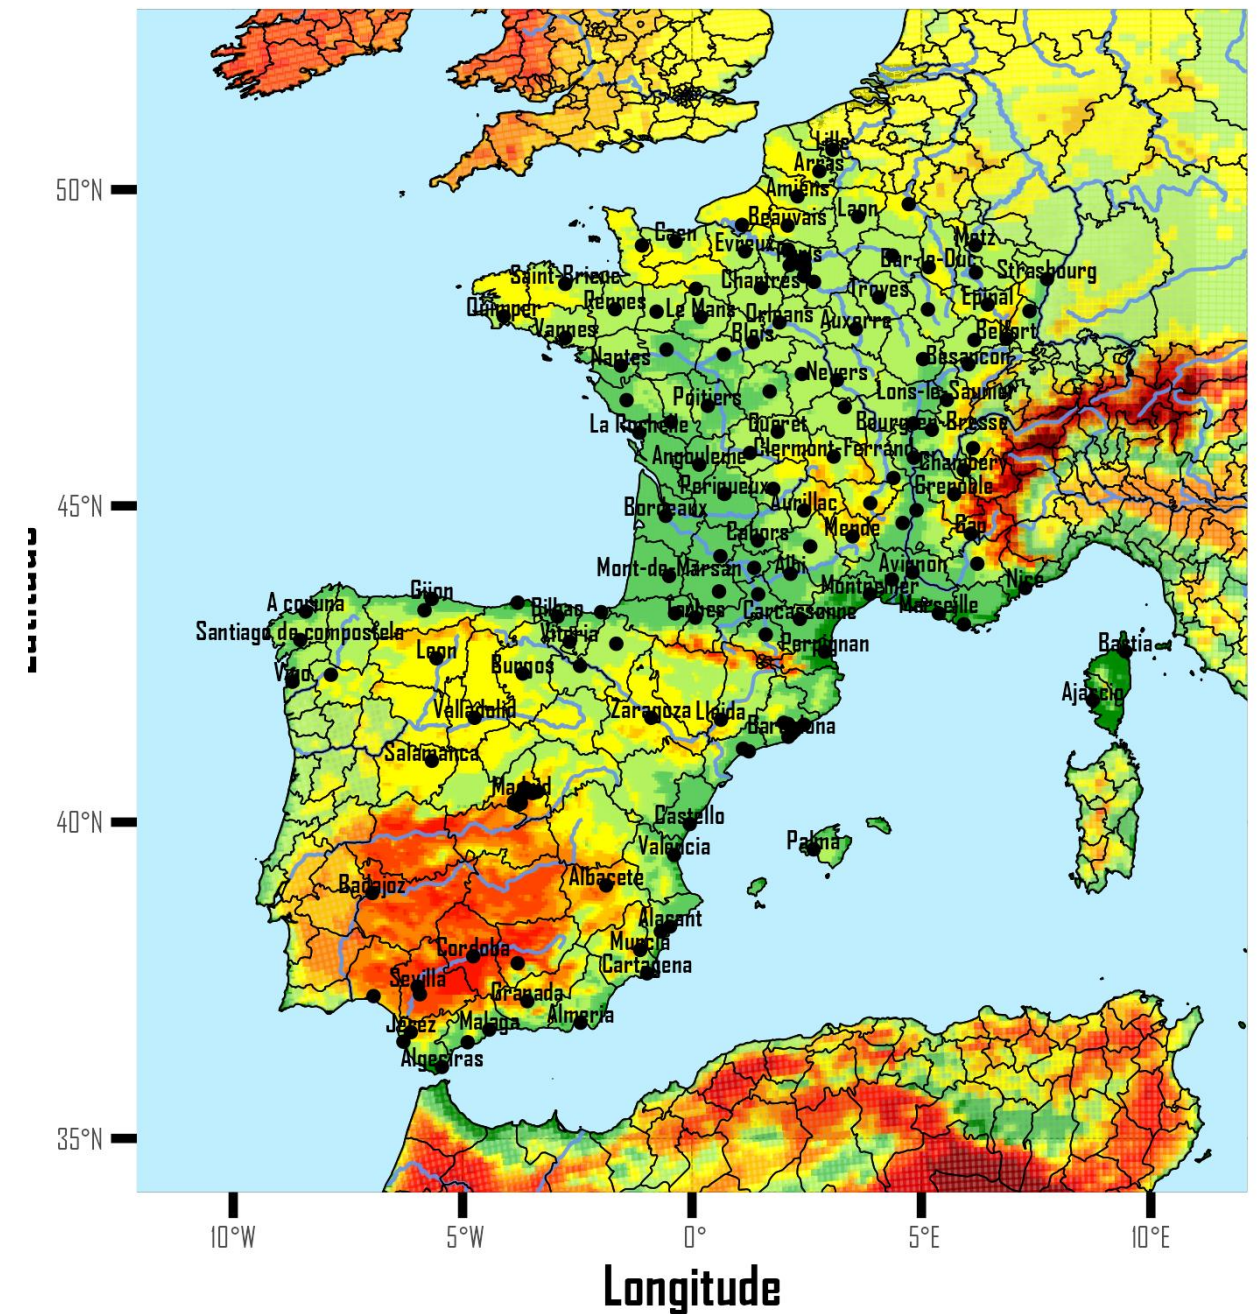 Lille
Arras
50°N
Amiens
Laon
Beauvais
Caen
Metz
Evreux
Paris
Bar-le-Duc
Strasbourg
Saint-Brieuc
Chartres
Troyes
Epinal
Quimper
Rennes
Le Mans
Orleans
Auxerre
Vannes
Blois
Belfort
Nantes
Besancon
Nevers
Poitiers
Lons-le-Saunier
La Rochelle
Gueret
Bourg-en-Bresse
Angouleme
Clermont-Ferrand
Chambery
Perigueux
Grenoble
45°N
Bordeaux
Aurillac
Mende
Gap
Cahors
Mont-de-Marsan
Albi
Avignon
Nice
Montpellier
A coruna
Gijon
Bilbao
Tarbes
Carcassonne
Marseille
Santiago de compostela
Vitoria
Perpignan
Bastia
Leon
Burgos
Vigo
Ajaccio
Valladolid
Zaragoza
Lleida
Barcelona
Salamanca
Madrid
40°N
Castello
Valencia
Palma
Badajoz
Albacete
Alasant
Murcia
Cordoba
Cartagena
Sevilla
Granada
Jerez
Malaga
Almeria
Algesiras
35°N
10°W
5°W
0°
5°E
10°E
Longitude